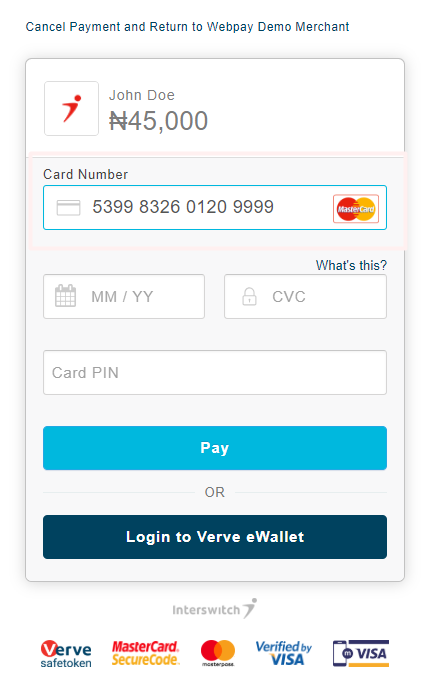 Cancel Payment and Return to Webpay Demo Merchant
John Doe
₦45,000
Card Number
5399 8326 0120 9999
MasterCard
What's this?
MM / YY
CVC
Card PIN
Pay
OR
Login to Verve eWallet
Interswitch
Verve
safetoken
MasterCard.
SecureCode.
masterpass
Verified by
VISA
m VISA